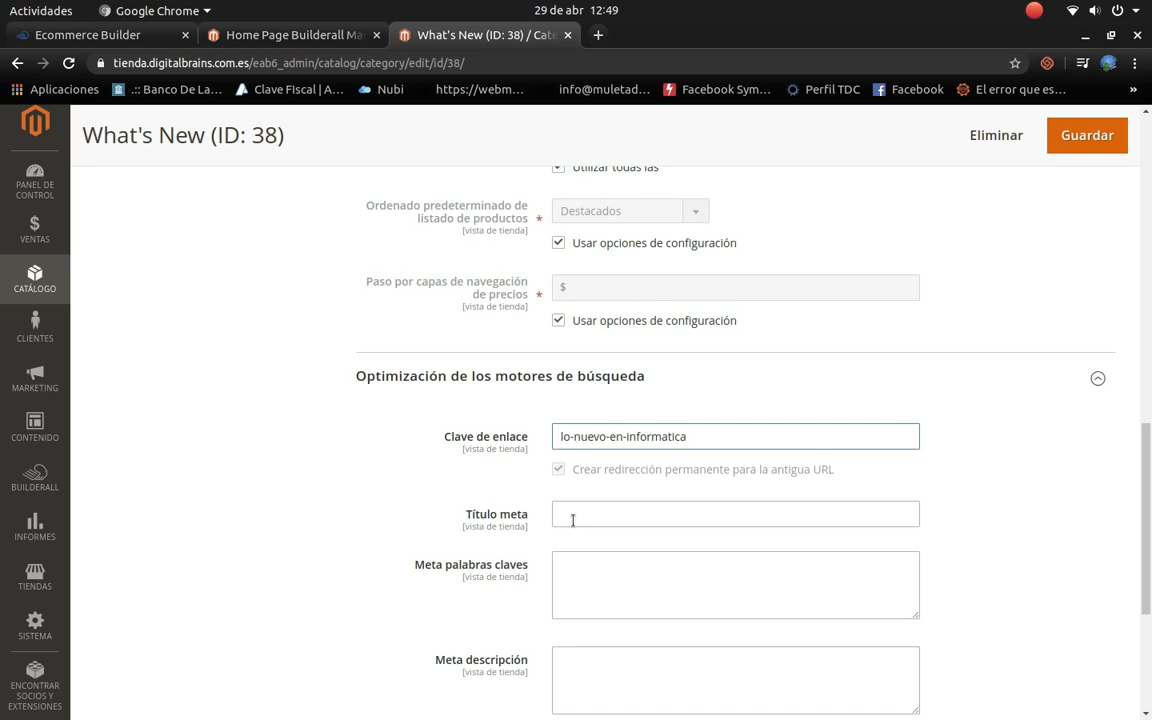 Actividades
Google Chrome
29 de abr 12:49
Ecommerce Builder
Home Page Builderall Ma
What's New (ID: 38) / Cate
tienda.digitalbrains.com.es/eab6_admin/catalog/category/edit/id/38/
Aplicaciones
.:: Banco De La...
Clave FIscal | A...
Nubi
https://webm...
info@muletad...
Facebook Sym...
Perfil TDC
Facebook
El error que es...
»
What's New (ID: 38)
Eliminar
Guardar
PANEL DE
CONTROL
VENTAS
CATÁLOGO
CLIENTES
MARKETING
CONTENIDO
BUILDERALL
INFORMES
TIENDAS
SISTEMA
ENCONTRAR
SOCIOS Y
EXTENSIONES
Utilizar todas las
Ordenado predeterminado de
listado de productos *
[vista de tienda]
Destacados
Usar opciones de configuración
Paso por capas de navegación
de precios *
[vista de tienda]
$
Usar opciones de configuración
Optimización de los motores de búsqueda
Clave de enlace
[vista de tienda]
lo-nuevo-en-informatica
Crear redirección permanente para la antigua URL
Título meta
[vista de tienda]
Meta palabras claves
[vista de tienda]
Meta descripción
[vista de tienda]